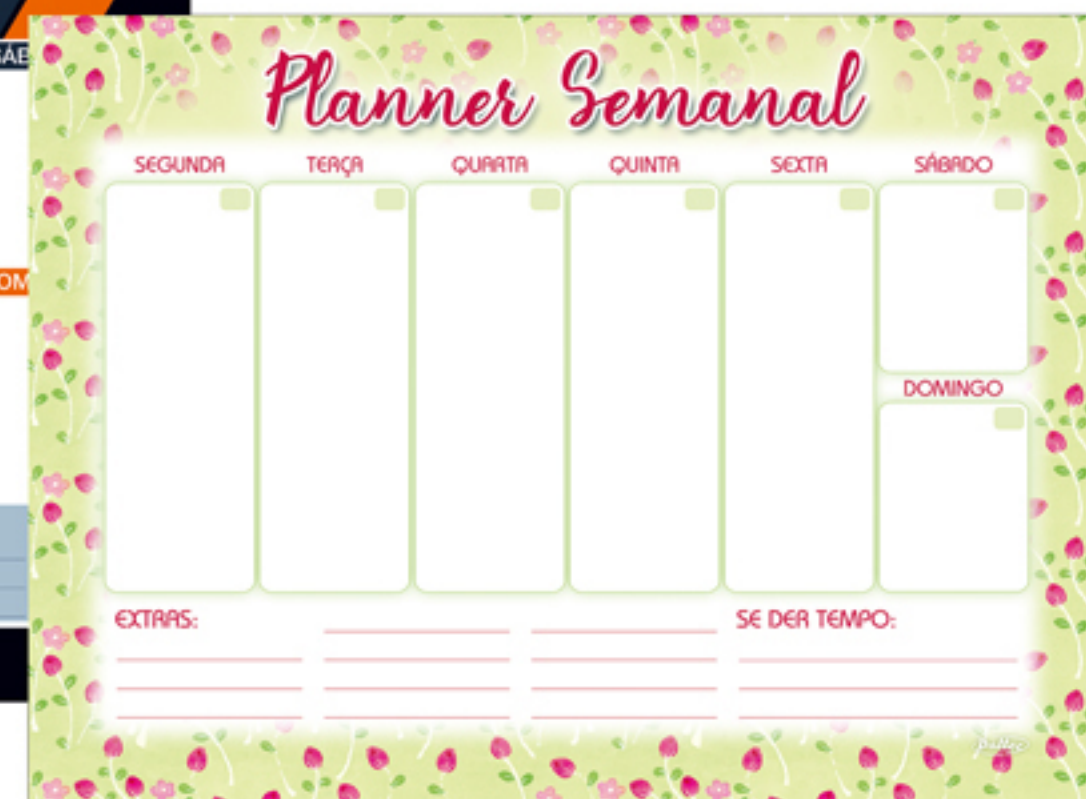 Planner Semanal
SEGUNDA TERÇA QUARTA QUINTA SEXTA SÁBADO
DOMINGO
EXTRAS: SE DER TEMPO: